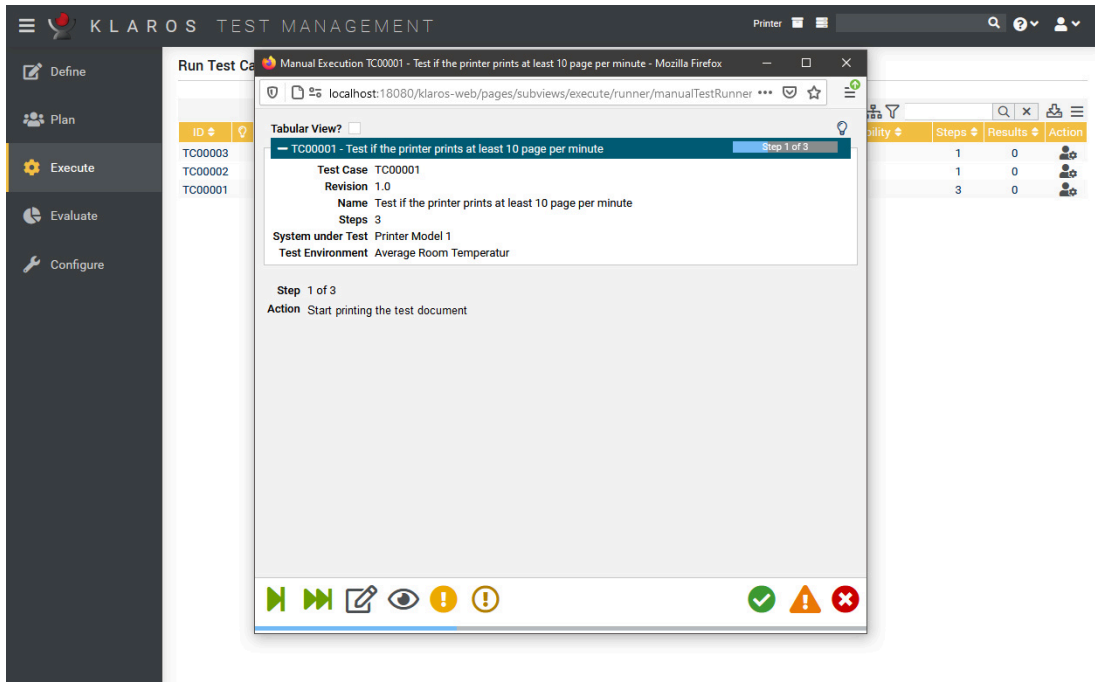 KLAROS TEST MANAGEMENT
Printer
Define
Plan
Execute
Evaluate
Configure
Run Test Ca
Manual Execution TC00001 - Test if the printer prints at least 10 page per minute - Mozilla Firefox
localhost:18080/klaros-web/pages/subviews/execute/runner/manualTestRunner
ID bility Steps Results Action
TC00003 1 0
TC00002 1 0
TC00001 3 0
Tabular View?
TC00001 - Test if the printer prints at least 10 page per minute Step 1 of 3
Test Case TC00001
Revision 1.0
Name Test if the printer prints at least 10 page per minute
Steps 3
System under Test Printer Model 1
Test Environment Average Room Temperatur
Step 1 of 3
Action Start printing the test document